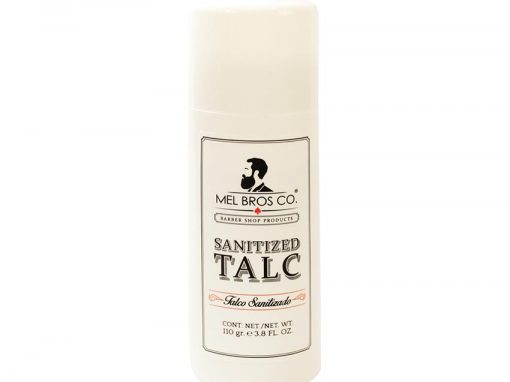 MEL BROS CO.®
BARBER SHOP PRODUCTS
SANITIZED
TALC
Talco Sanitizado
CONT. NET./NET. WT.
110 gr. e 3.8 FL. OZ.